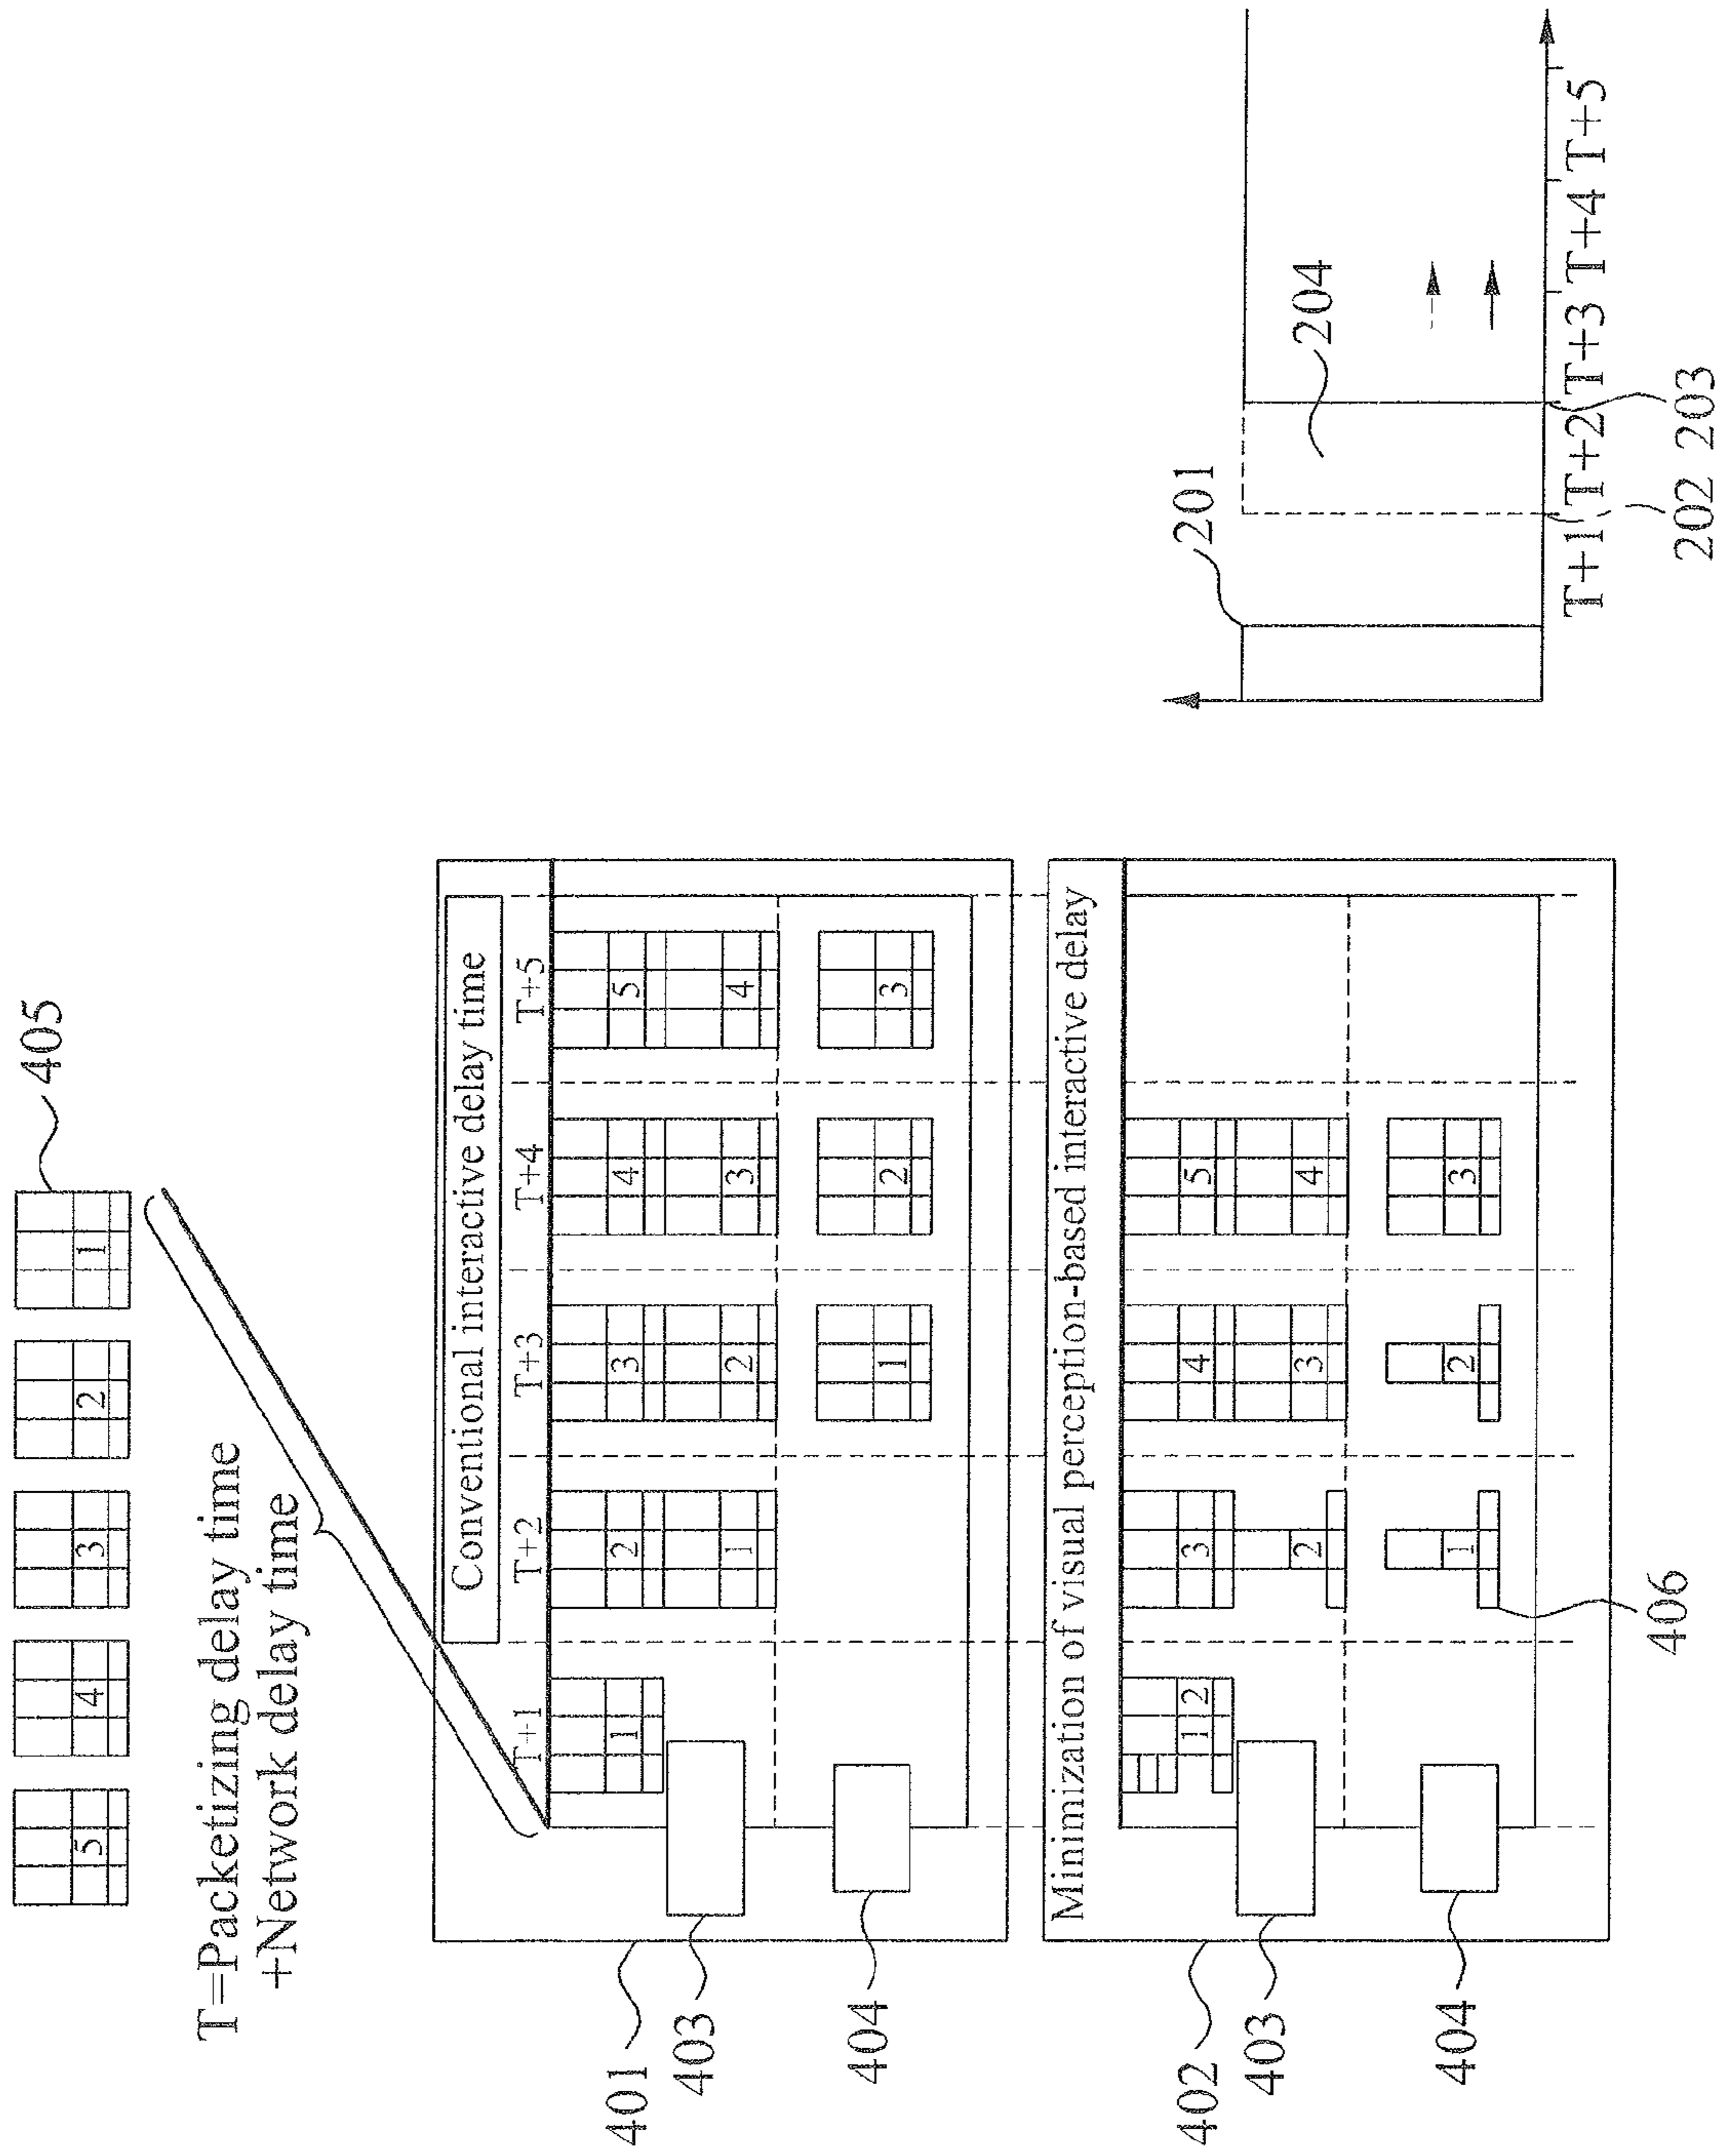 5 4 3 2 1
405
T=Packetizing delay time
+Network delay time
Conventional interactive delay time
T+1 T+2 T+3 T+4 T+5
401
1 2 3 4 5
403
1 2 3 4
404
1 2 3
Minimization of visual perception-based interactive delay
402
1 2 3 4 5
403
2 3 4
404
1 2 3
406
201
204
T+1 T+2 T+3 T+4 T+5
202 203